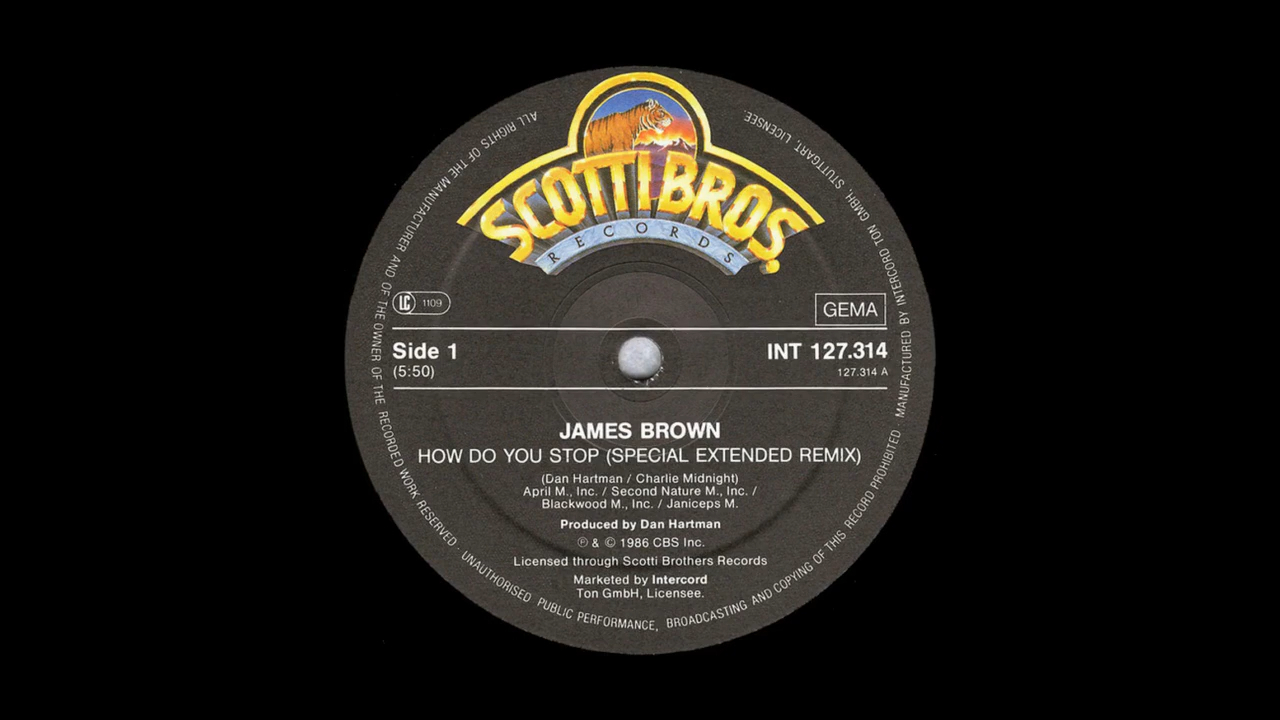 SCOTTI BROS.
RECORDS
LC 1109
GEMA
Side 1
(5:50)
INT 127.314
127.314 A
JAMES BROWN
HOW DO YOU STOP (SPECIAL EXTENDED REMIX)
(Dan Hartman / Charlie Midnight)
April M., Inc. / Second Nature M., Inc. /
Blackwood M., Inc. / Janiceps M.
Produced by Dan Hartman
℗ & © 1986 CBS Inc.
Licensed through Scotti Brothers Records
Marketed by Intercord
Ton GmbH, Licensee.
ALL RIGHTS OF THE MANUFACTURER AND OF THE OWNER OF THE RECORDED WORK RESERVED · UNAUTHORISED PUBLIC PERFORMANCE, BROADCASTING AND COPYING OF THIS RECORD PROHIBITED · MANUFACTURED BY INTERCORD TON GMBH, STUTTGART, LICENSEE.